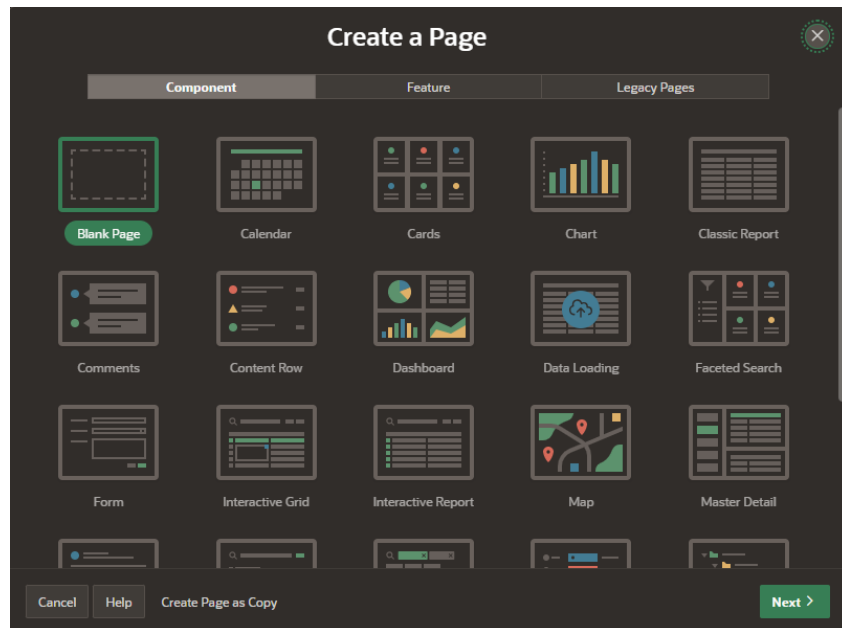 Create a Page
Component Feature Legacy Pages
Blank Page Calendar Cards Chart Classic Report
Comments Content Row Dashboard Data Loading Faceted Search
Form Interactive Grid Interactive Report Map Master Detail
Cancel Help Create Page as Copy Next